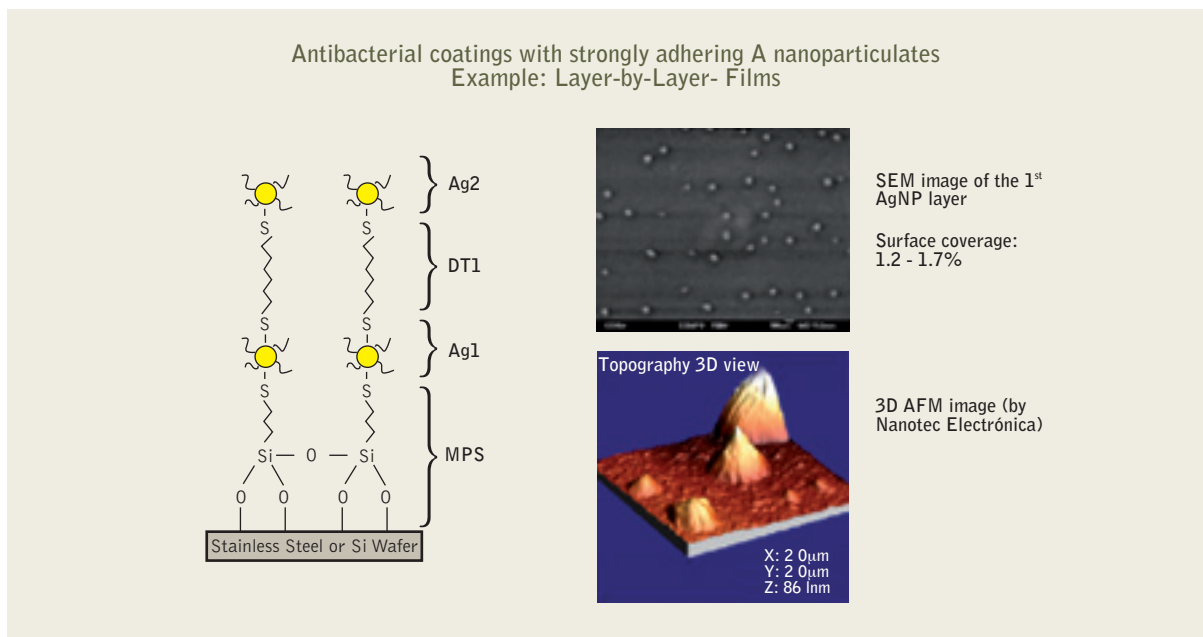 Antibacterial coatings with strongly adhering A nanoparticulates
Example: Layer-by-Layer- Films
Ag2
S
S
DT1
S
S
Ag1
S
S
MPS
Si — O — Si
O O O O
Stainless Steel or Si Wafer
SEM image of the 1st
AgNP layer
Surface coverage:
1.2 - 1.7%
Topography 3D view
X: 2 0µm
Y: 2 0µm
Z: 86 lnm
3D AFM image (by
Nanotec Electrónica)